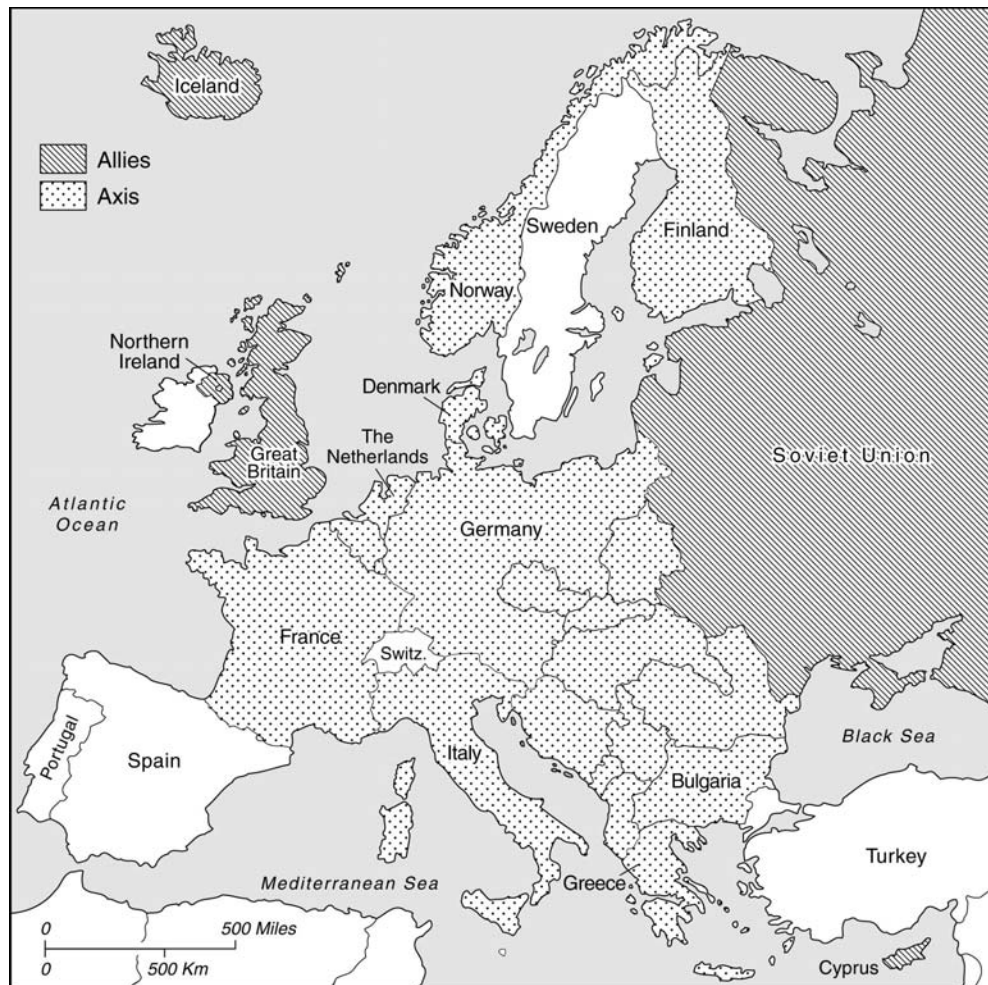 Iceland
Allies
Axis
Sweden
Finland
Norway.
Northern
Ireland
Denmark
The
Netherlands
Great
Britain
Soviet Union
Atlantic
Ocean
Germany
France
Switz.
Portugal
Spain
Italy
Black Sea
Bulgaria
Turkey
Mediterranean Sea
Greece
0 500 Miles
0 500 Km
Cyprus